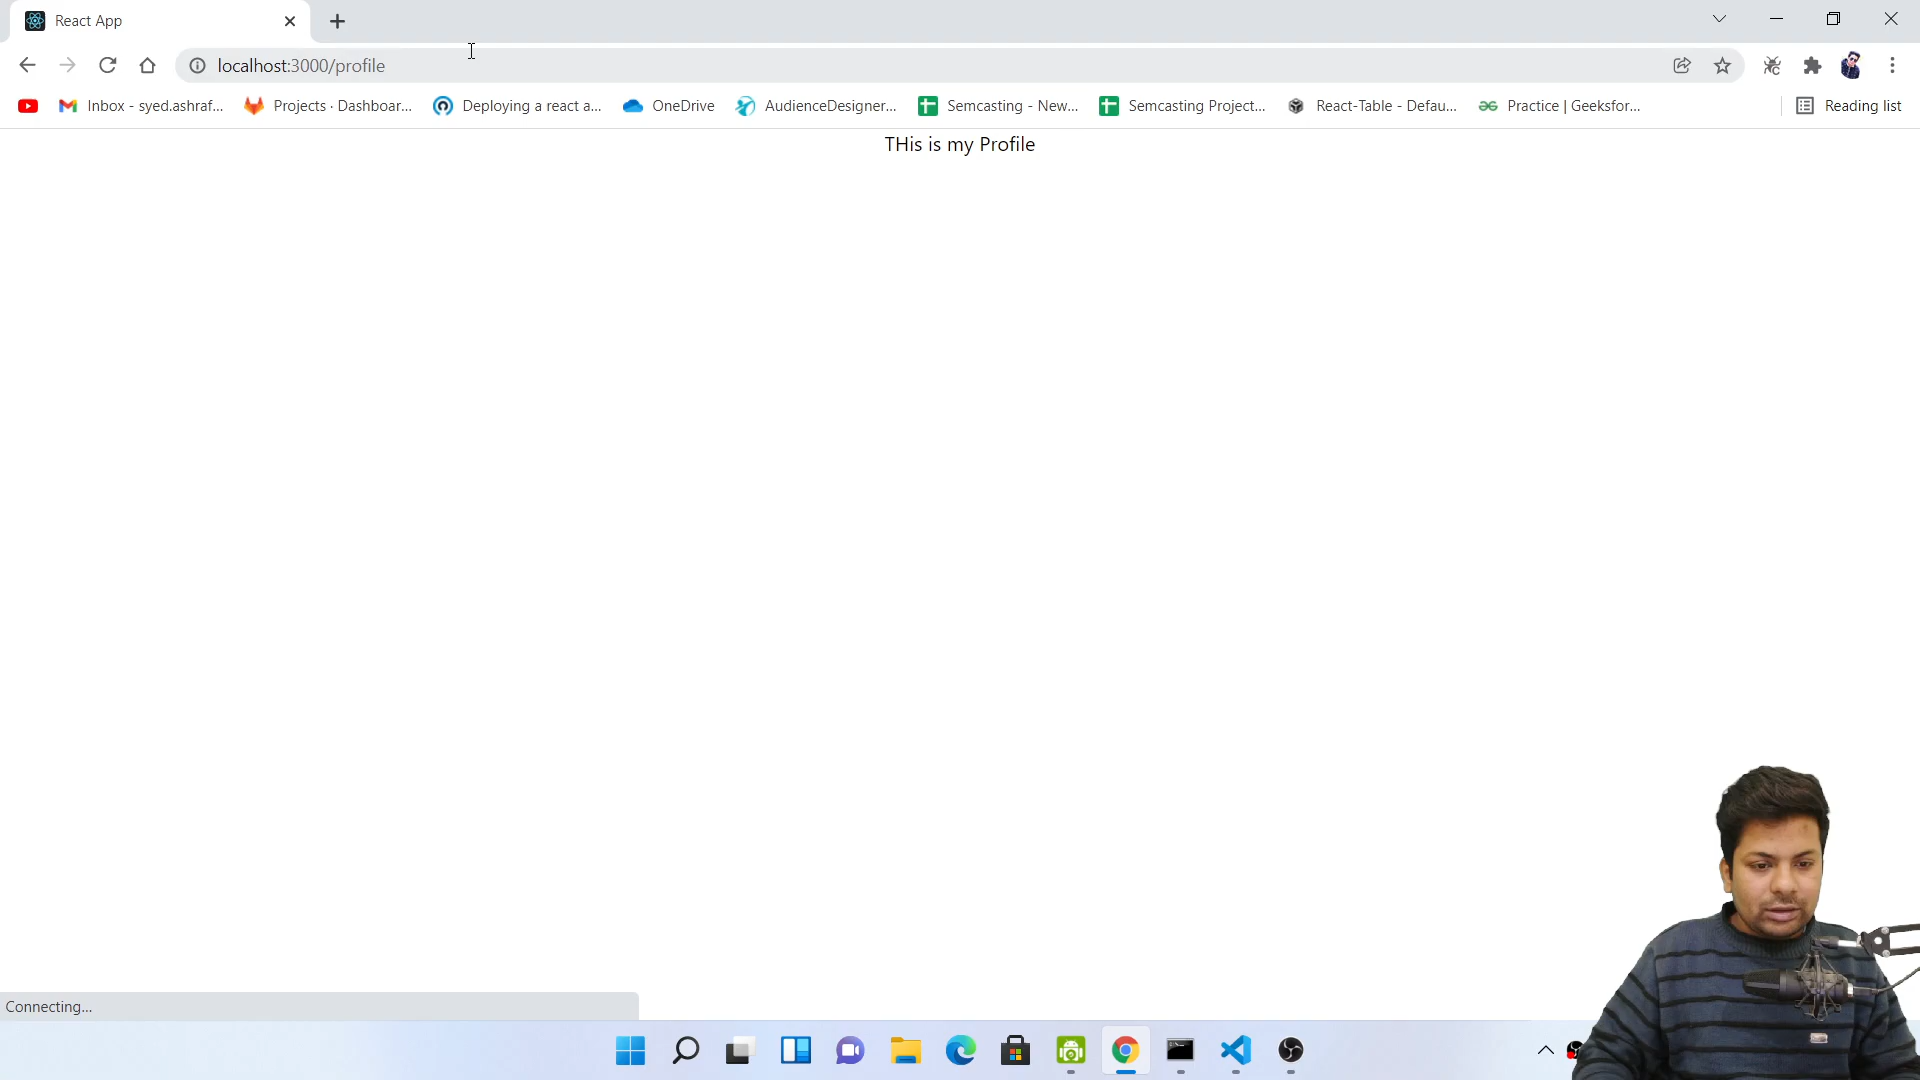 React App
localhost:3000/profile
Inbox - syed.ashraf... Projects · Dashboar... Deploying a react a... OneDrive AudienceDesigner... Semcasting - New... Semcasting Project... React-Table - Defau... Practice | Geeksfor... Reading list
THis is my Profile
Connecting...